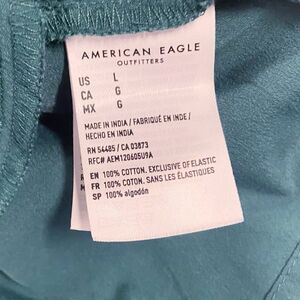 AMERICAN EAGLE
OUTFITTERS
US L
CA G
MX G
MADE IN INDIA / FABRIQUÉ EN INDE /
HECHO EN INDIA
RN 54485 / CA 03873
RFC# AEM120605U9A
EN 100% COTTON. EXCLUSIVE OF ELASTIC
FR 100% COTON. SANS LES ÉLASTIQUES
SP 100% algodón